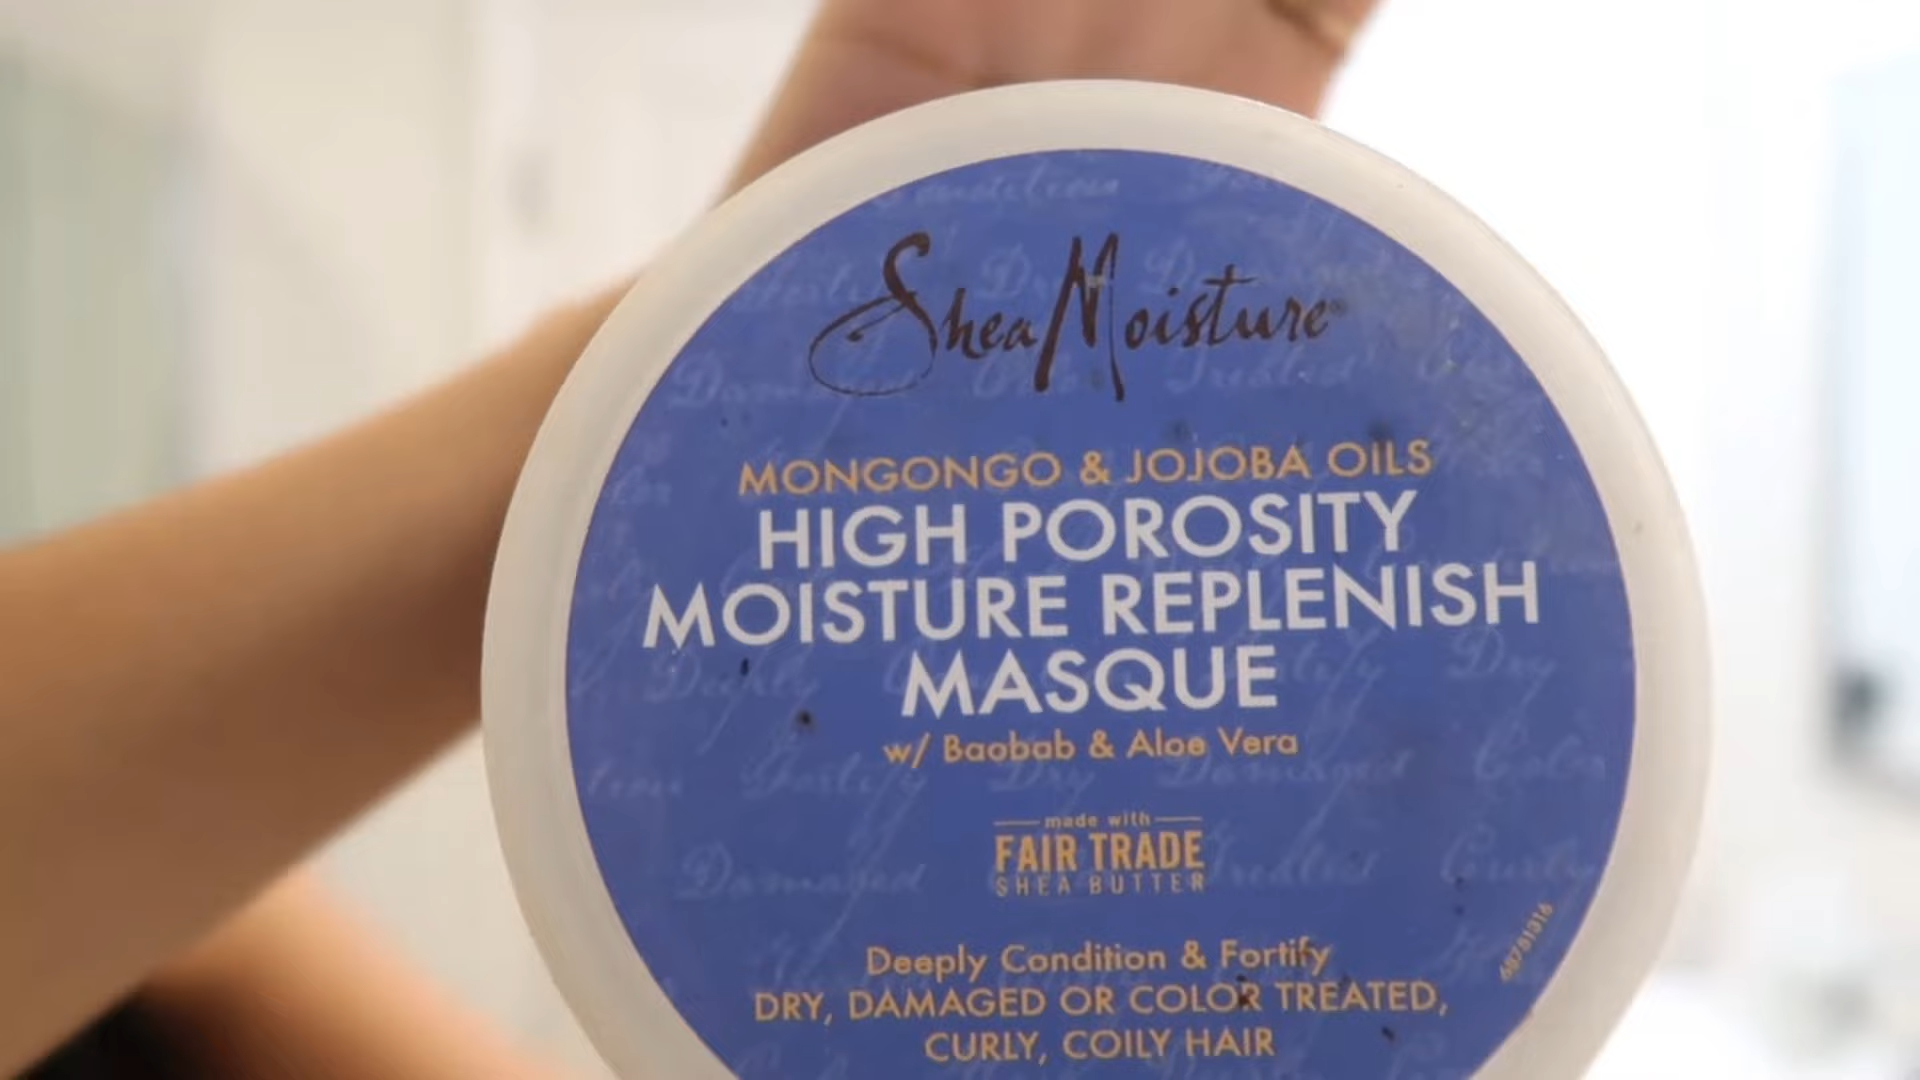 SheaMoisture®
MONGONGO & JOJOBA OILS
HIGH POROSITY
MOISTURE REPLENISH
MASQUE
w/ Baobab & Aloe Vera
made with
FAIR TRADE
SHEA BUTTER
Deeply Condition & Fortify
DRY, DAMAGED OR COLOR TREATED,
CURLY, COILY HAIR